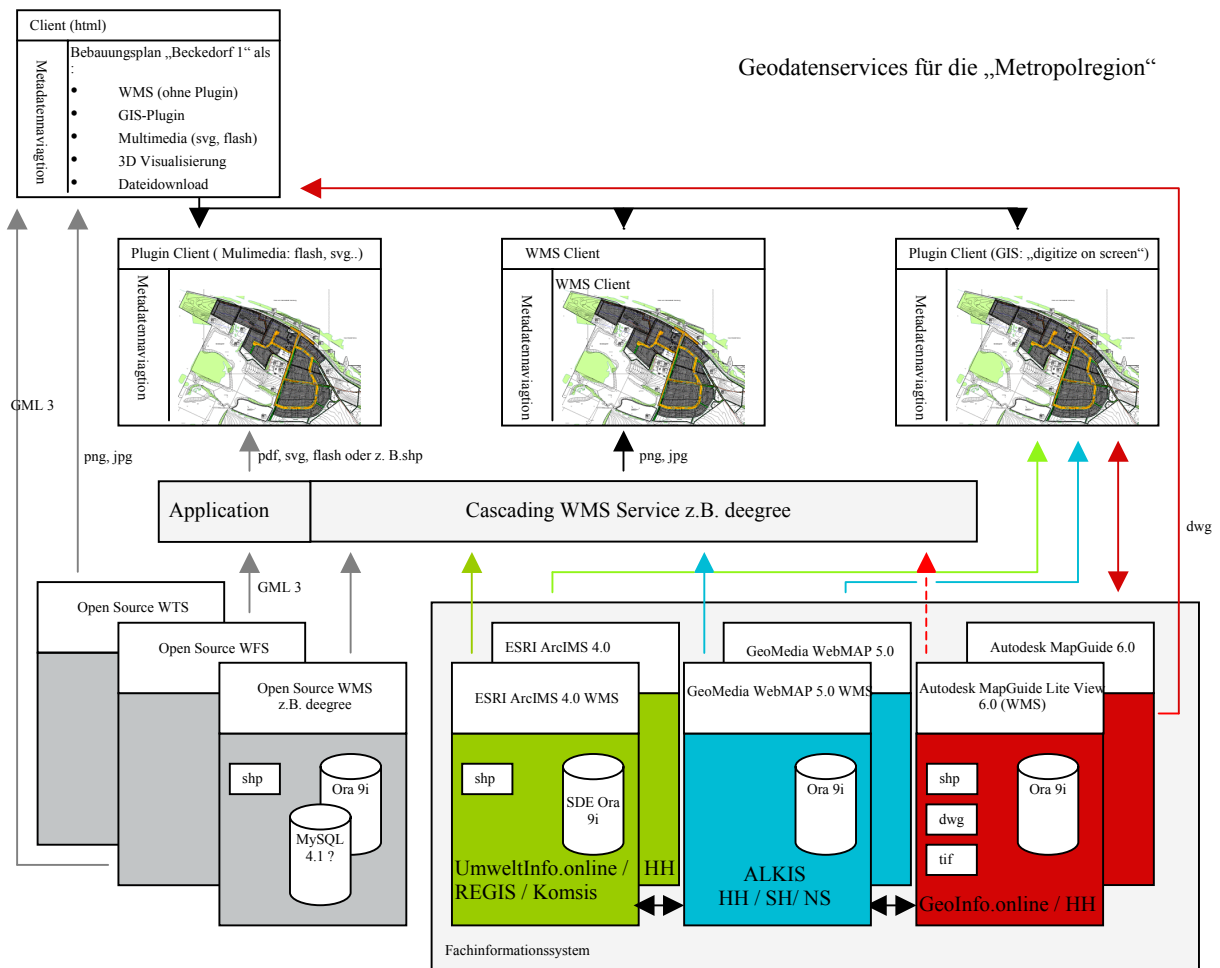 Client (html)
Metadatennaviagtion
Bebauungsplan „Beckedorf 1“ als
:
• WMS (ohne Plugin)
• GIS-Plugin
• Multimedia (svg, flash)
• 3D Visualisierung
• Dateidownload
Geodatenservices für die „Metropolregion“
Plugin Client ( Mulimedia: flash, svg..)
Metadatennaviagtion
WMS Client
WMS Client
Metadatennaviagtion
Plugin Client (GIS: „digitize on screen“)
Metadatennaviagtion
GML 3
png, jpg
pdf, svg, flash oder z. B.shp
png, jpg
dwg
Application
Cascading WMS Service z.B. deegree
GML 3
Open Source WTS
Open Source WFS
Open Source WMS
z.B. deegree
shp
Ora 9i
MySQL
4.1 ?
ESRI ArcIMS 4.0
ESRI ArcIMS 4.0 WMS
shp
SDE Ora
9i
UmweltInfo.online /
REGIS / Komsis
HH
GeoMedia WebMAP 5.0
GeoMedia WebMAP 5.0 WMS
Ora 9i
ALKIS
HH / SH/ NS
Autodesk MapGuide 6.0
Autodesk MapGuide Lite View
6.0 (WMS)
shp
dwg
tif
Ora 9i
GeoInfo.online / HH
Fachinformationssystem